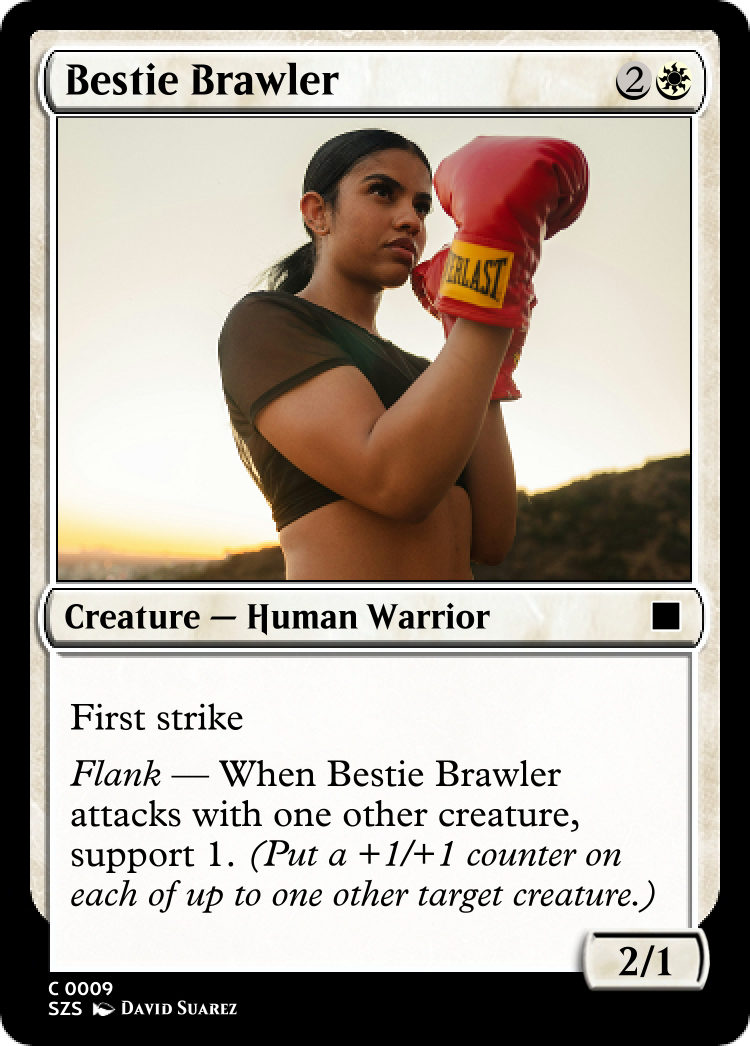 Bestie Brawler 2
ERLAST
Creature — Human Warrior
First strike
Flank — When Bestie Brawler
attacks with one other creature,
support 1. (Put a +1/+1 counter on
each of up to one other target creature.)
2/1
C 0009
SZS DAVID SUAREZ